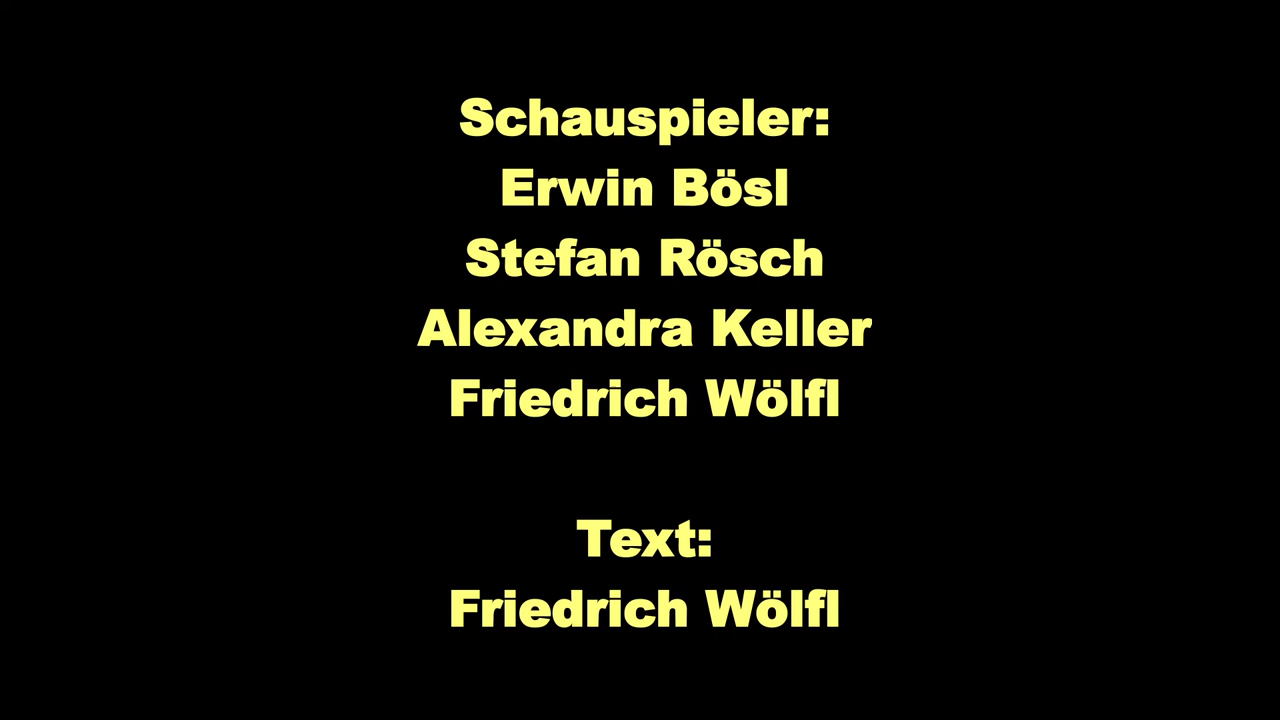 Schauspieler:
Erwin Bösl
Stefan Rösch
Alexandra Keller
Friedrich Wölfl
Text:
Friedrich Wölfl